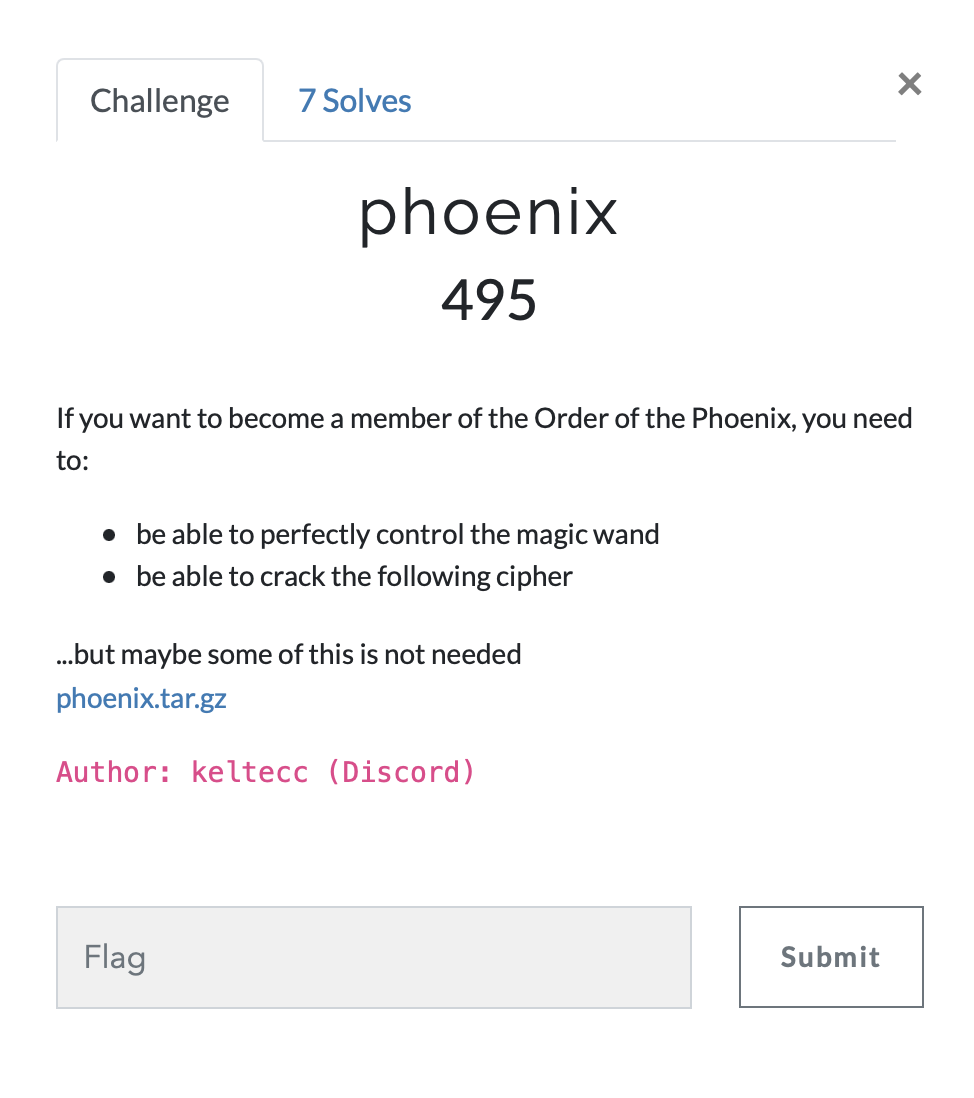 Challenge
7 Solves
×
phoenix
495
If you want to become a member of the Order of the Phoenix, you need
to:
• be able to perfectly control the magic wand
• be able to crack the following cipher
...but maybe some of this is not needed
phoenix.tar.gz
Author: keltecc (Discord)
Flag
Submit